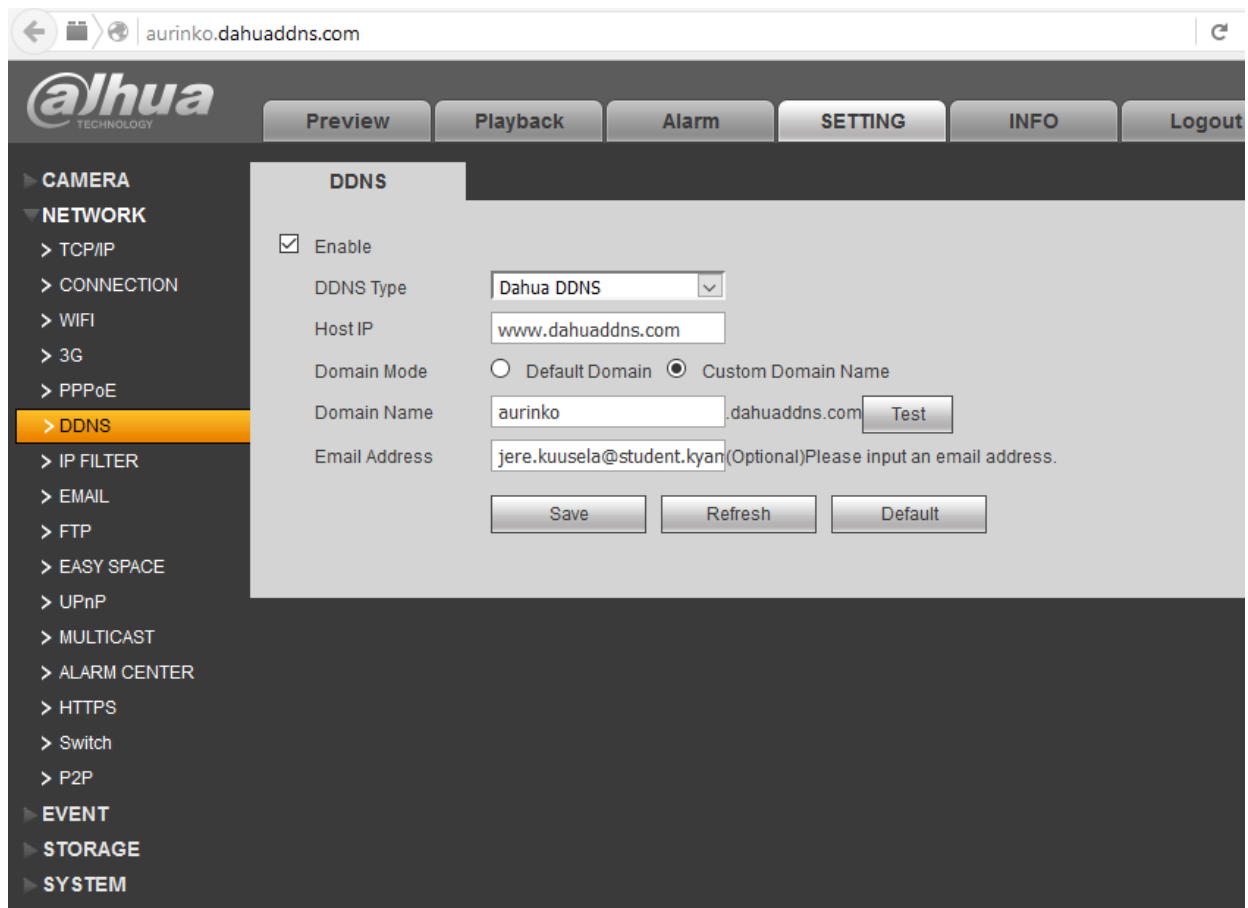 aurinko.dahuaddns.com
alhua
TECHNOLOGY
Preview Playback Alarm SETTING INFO Logout
CAMERA
NETWORK
> TCP/IP
> CONNECTION
> WIFI
> 3G
> PPPoE
> DDNS
> IP FILTER
> EMAIL
> FTP
> EASY SPACE
> UPnP
> MULTICAST
> ALARM CENTER
> HTTPS
> Switch
> P2P
EVENT
STORAGE
SYSTEM
DDNS
Enable
DDNS Type Dahua DDNS
Host IP www.dahuaddns.com
Domain Mode Default Domain Custom Domain Name
Domain Name aurinko .dahuaddns.com Test
Email Address jere.kuusela@student.kyam (Optional)Please input an email address.
Save Refresh Default